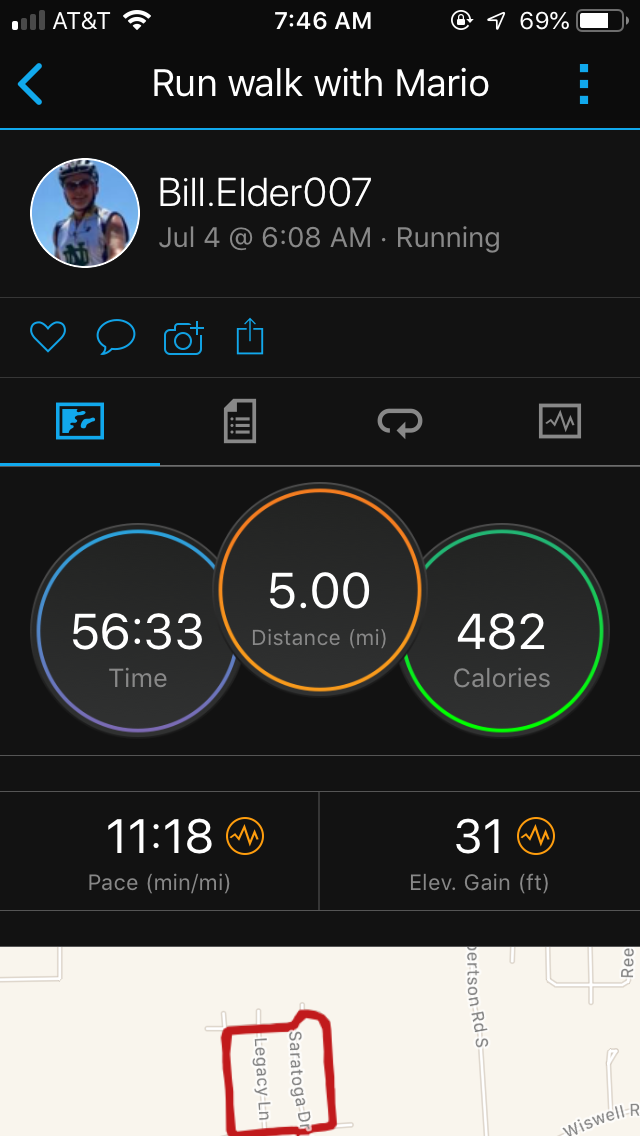 AT&T 7:46 AM 69%
Run walk with Mario
Bill.Elder007
Jul 4 @ 6:08 AM · Running
5.00
Distance (mi)
56:33
Time
482
Calories
11:18
Pace (min/mi)
31
Elev. Gain (ft)
bertson Rd S
Ree
Legacy Ln
Saratoga Dr
Wiswell R